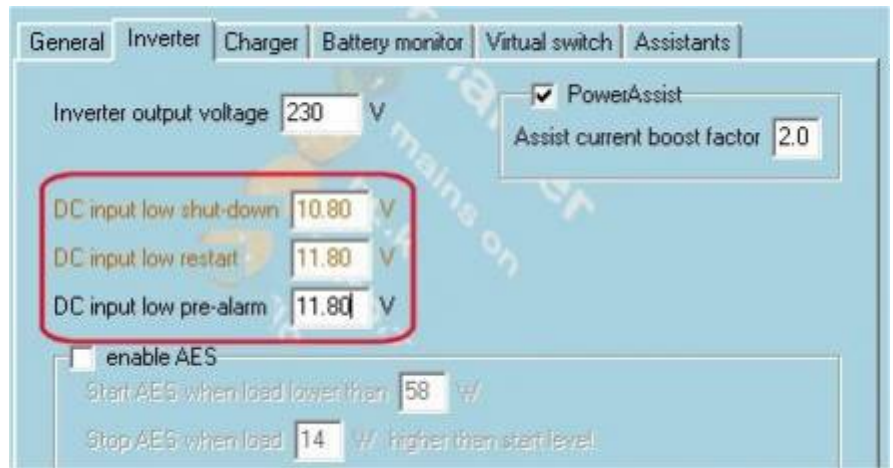 General Inverter Charger Battery monitor Virtual switch Assistants
Inverter output voltage 230 V
PowerAssist
Assist current boost factor 2.0
DC input low shut-down 10.80 V
DC input low restart 11.80 V
DC input low pre-alarm 11.80 V
enable AES
Start AES when load lower than 58 W
Stop AES when load 14 W higher than start level
mains on